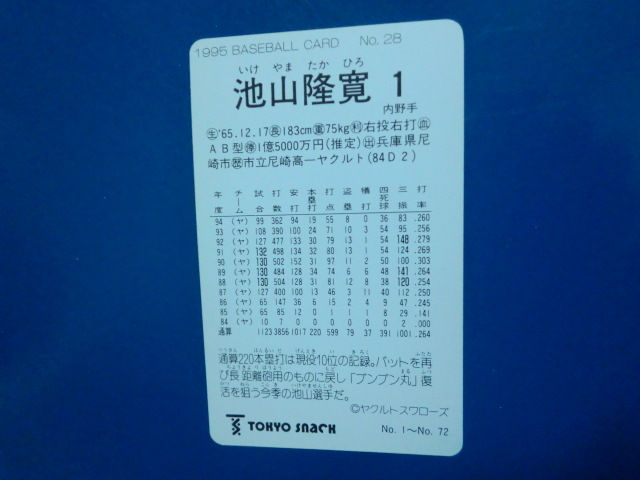 1995 BASEBALL CARD No. 28
いけ やま たか ひろ
池山隆寛 1
内野手
生'65.12.17長183cm重75kg利右投右打血
AB型俸1億5000万円(推定)出兵庫県尼
崎市歴市立尼崎高ーヤクルト(84D2)
年度 チーム 試合 打数 安打 本塁打 打点 盗塁 犠打 四死球 三振 打率
94 (ヤ) 99 362 94 19 55 8 0 36 83 .260
93 (ヤ) 108 390 100 24 71 10 3 54 95 .256
92 (ヤ) 127 477 133 30 79 13 1 54 148 .279
91 (ヤ) 132 498 134 32 80 13 1 54 124 .269
90 (ヤ) 130 502 152 31 97 11 2 50 100 .303
89 (ヤ) 130 484 128 34 74 6 6 48 141 .264
88 (ヤ) 130 504 128 31 81 12 8 38 120 .254
87 (ヤ) 127 400 100 13 46 3 11 40 112 .250
86 (ヤ) 65 147 36 6 15 2 4 9 47 .245
85 (ヤ) 65 85 12 0 1 1 1 8 29 .141
84 (ヤ) 10 7 0 0 0 0 0 0 2 .000
通算 1123 3856 1017 220 599 79 37 391 1001 .264
通算220本塁打は現役10位の記録。バットを再
び長距離砲用のものに戻し「ブンブン丸」復
活を狙う今季の池山選手だ。
©ヤクルトスワローズ
TOKYO SNACK No. 1〜No. 72